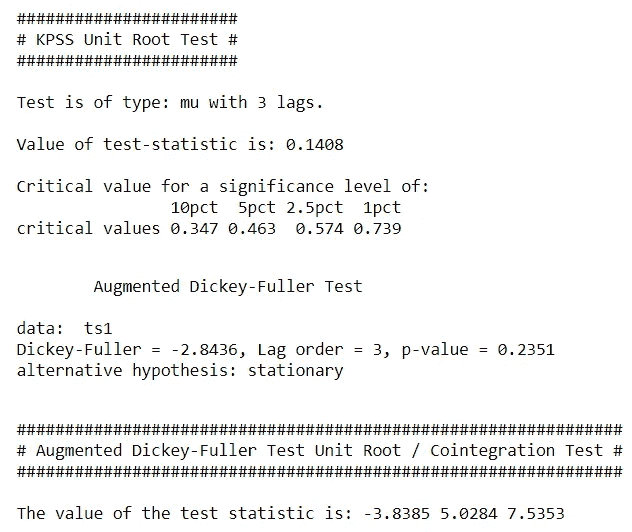 #######################
# KPSS Unit Root Test #
#######################
Test is of type: mu with 3 lags.
Value of test-statistic is: 0.1408
Critical value for a significance level of:
                10pct  5pct 2.5pct  1pct
critical values 0.347 0.463  0.574 0.739
        Augmented Dickey-Fuller Test
data:  ts1
Dickey-Fuller = -2.8436, Lag order = 3, p-value = 0.2351
alternative hypothesis: stationary
###############################################################
# Augmented Dickey-Fuller Test Unit Root / Cointegration Test #
###############################################################
The value of the test statistic is: -3.8385 5.0284 7.5353